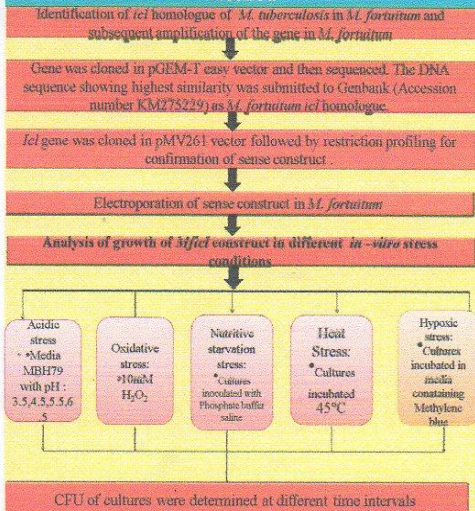 Identification of icl homologue of M. tuberculosis in M. fortuitum and
subsequent amplification of the gene in M. fortuitum
Gene was cloned in pGEM-T easy vector and then sequenced. The DNA
sequence showing highest similarity was submitted to Genbank (Accession
number KM275229) as M. fortuitum icl homologue.
Icl gene was cloned in pMV261 vector followed by restriction profiling for
confirmation of sense construct .
Electroporation of sense construct in M. fortuitum
Analysis of growth of Mficl construct in different in -vitro stress
conditions
Acidic
stress
•Media
MBH79
with pH :
3.5,4.5,5.5,6.
5
Oxidative
stress:
•10mM
H₂O₂
Nutritive
starvation
stress:
•Cultures
inoculated with
Phosphate buffer
saline
Heat
Stress:
•Cultures
incubated
45°C
Hypoxic
stress:
•Cultures
incubated in
media
conataining
Methylene
blue
CFU of cultures were determined at different time intervals